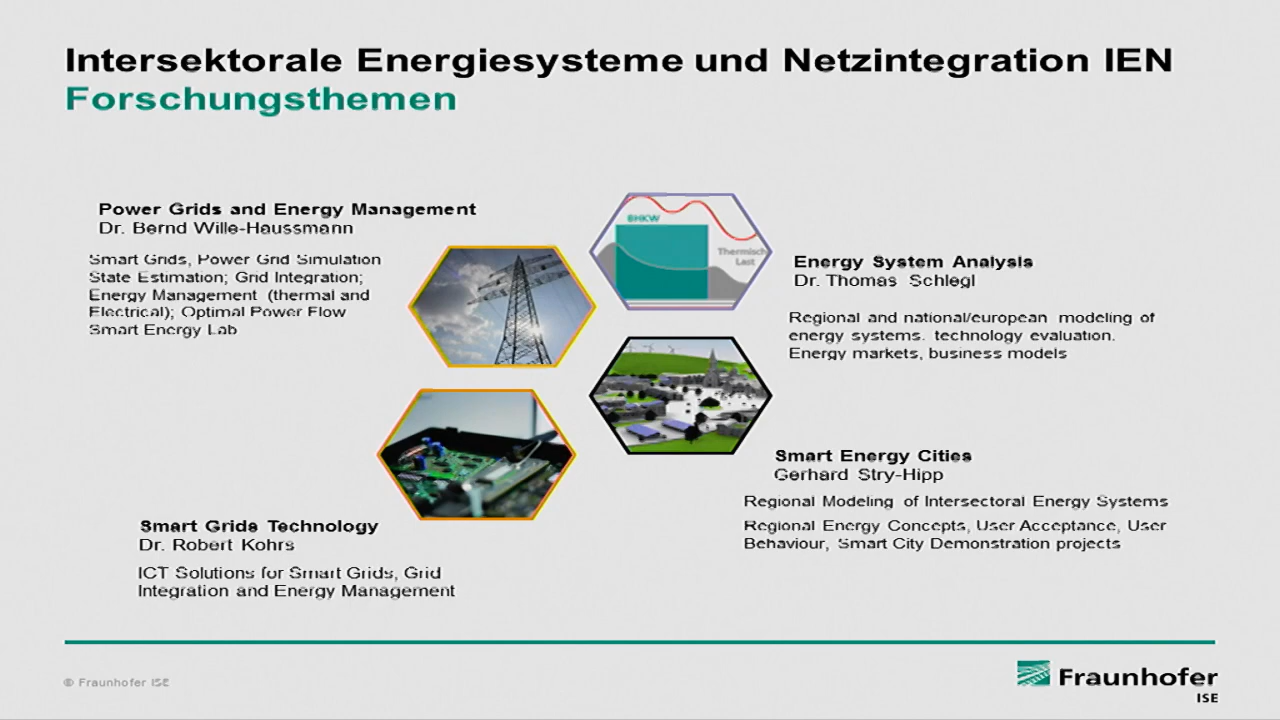 Intersektorale Energiesysteme und Netzintegration IEN
Forschungsthemen
Power Grids and Energy Management
Dr. Bernd Wille-Haussmann
Smart Grids, Power Grid Simulation
State Estimation; Grid Integration;
Energy Management (thermal and
Electrical); Optimal Power Flow
Smart Energy Lab
BHKW
Thermisch
Last
Energy System Analysis
Dr. Thomas Schlegl
Regional and national/european modeling of
energy systems. technology evaluation.
Energy markets, business models
Smart Energy Cities
Gerhard Stry-Hipp
Regional Modeling of Intersectoral Energy Systems
Regional Energy Concepts, User Acceptance, User
Behaviour, Smart City Demonstration projects
Smart Grids Technology
Dr. Robert Kohrs
ICT Solutions for Smart Grids, Grid
Integration and Energy Management
© Fraunhofer ISE
Fraunhofer
ISE